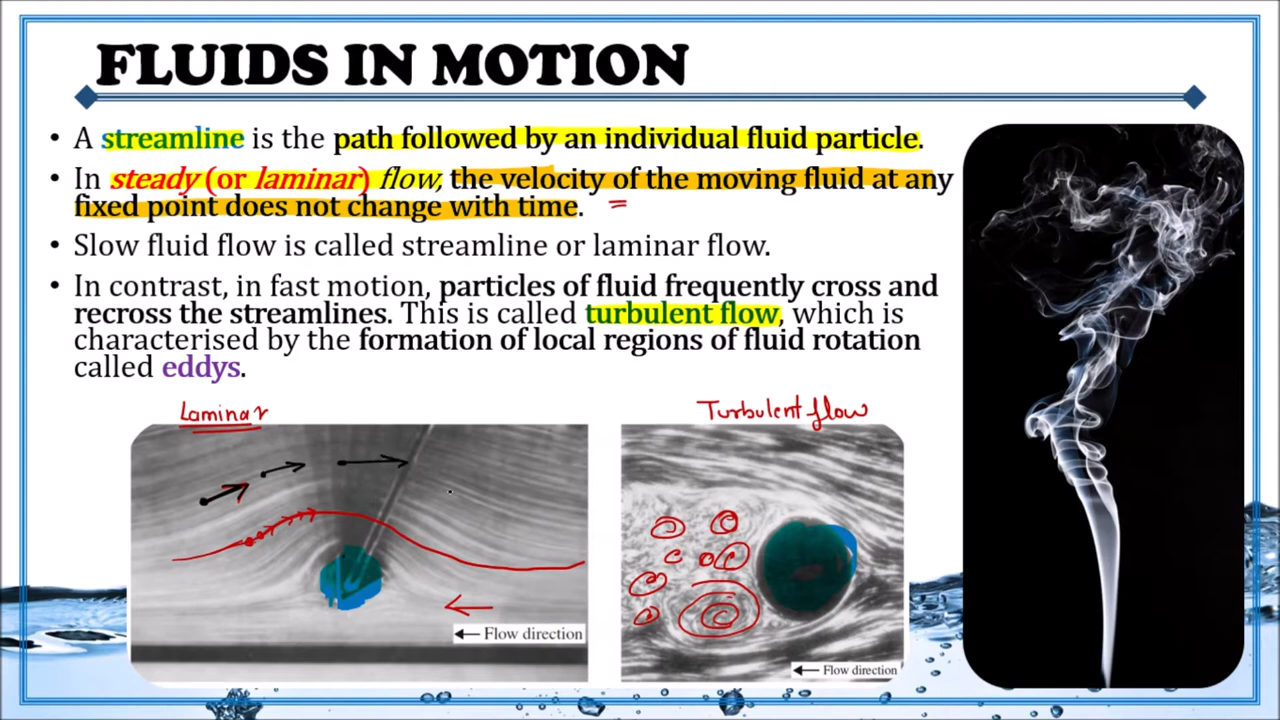 FLUIDS IN MOTION
• A streamline is the path followed by an individual fluid particle.
• In steady (or laminar) flow, the velocity of the moving fluid at any
fixed point does not change with time.
• Slow fluid flow is called streamline or laminar flow.
• In contrast, in fast motion, particles of fluid frequently cross and
recross the streamlines. This is called turbulent flow, which is
characterised by the formation of local regions of fluid rotation
called eddys.
Laminar
Turbulent flow
Flow direction
Flow direction